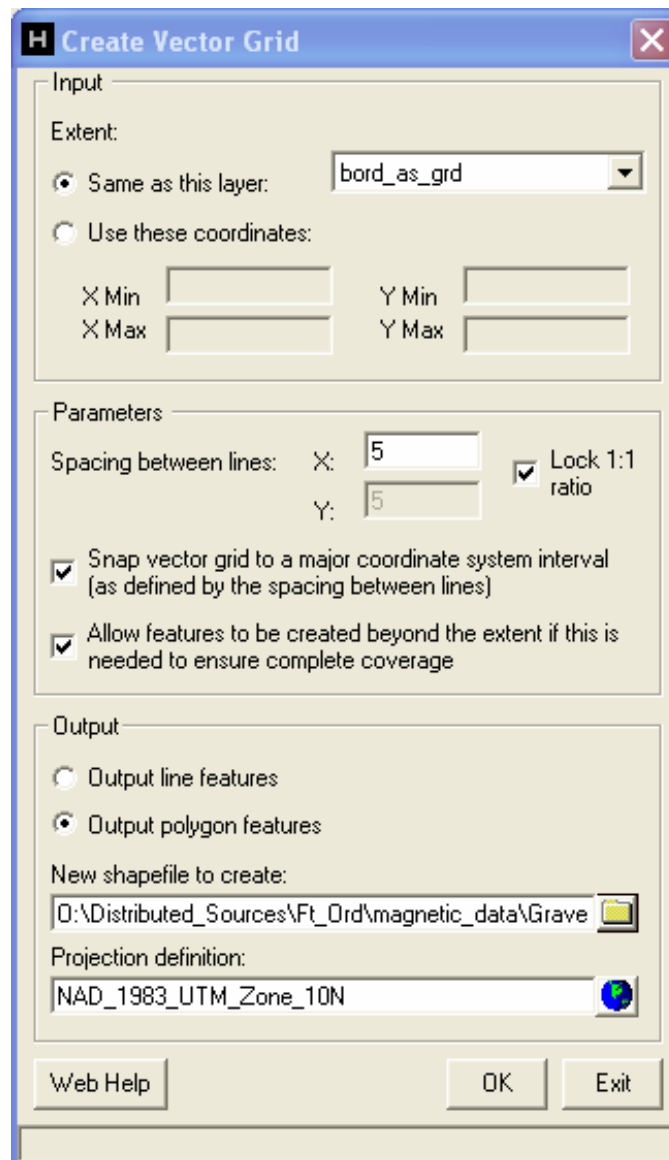 H Create Vector Grid
Input
Extent:
Same as this layer: bord_as_grd
Use these coordinates:
X Min Y Min
X Max Y Max
Parameters
Spacing between lines: X: 5 Lock 1:1
ratio
Y: 5
Snap vector grid to a major coordinate system interval
(as defined by the spacing between lines)
Allow features to be created beyond the extent if this is
needed to ensure complete coverage
Output
Output line features
Output polygon features
New shapefile to create:
O:\Distributed_Sources\Ft_Ord\magnetic_data\Grave
Projection definition:
NAD_1983_UTM_Zone_10N
Web Help OK Exit